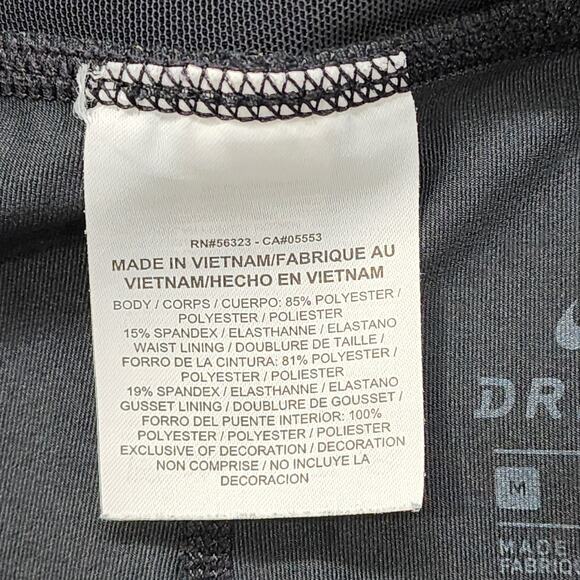 RN#56323 - CA#05553
MADE IN VIETNAM/FABRIQUE AU
VIETNAM/HECHO EN VIETNAM
BODY / CORPS / CUERPO: 85% POLYESTER /
POLYESTER / POLIESTER
15% SPANDEX / ELASTHANNE / ELASTANO
WAIST LINING / DOUBLURE DE TAILLE /
FORRO DE LA CINTURA: 81% POLYESTER /
POLYESTER / POLIESTER
19% SPANDEX / ELASTHANNE / ELASTANO
GUSSET LINING / DOUBLURE DE GOUSSET /
FORRO DEL PUENTE INTERIOR: 100%
POLYESTER / POLYESTER / POLIESTER
EXCLUSIVE OF DECORATION / DECORATION
NON COMPRISE / NO INCLUYE LA
DECORACION
DR
M
MADE
FABRIQ